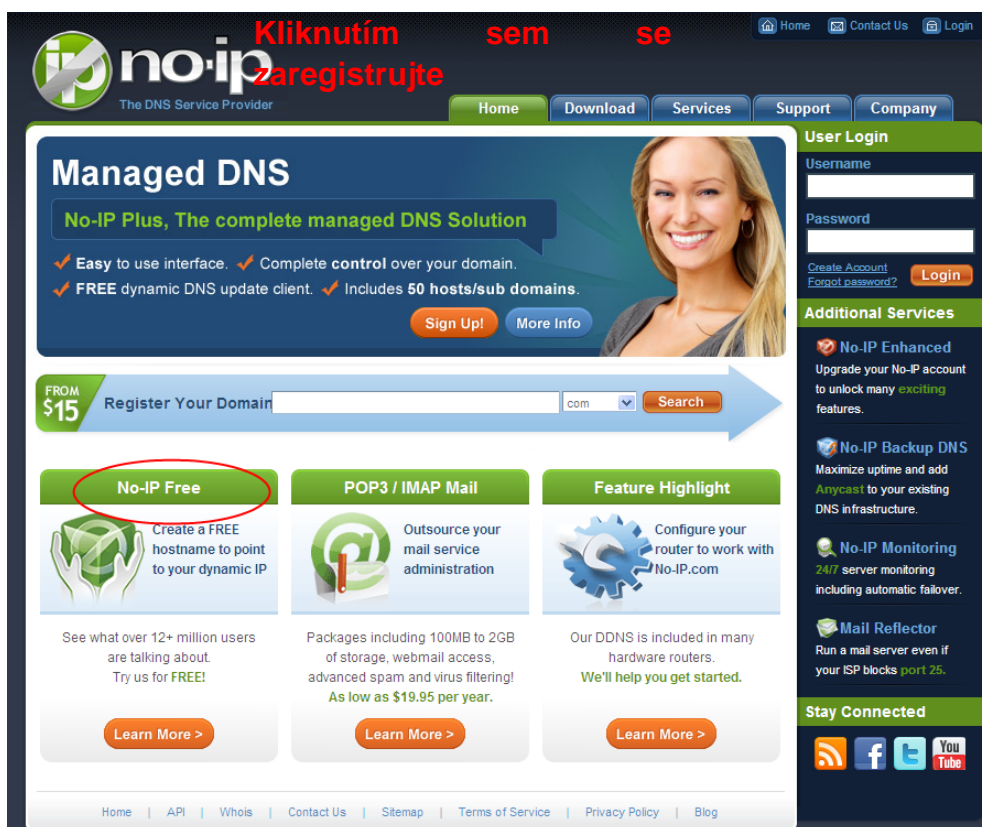 Kliknutím sem se
zaregistrujte
Home Contact Us Login
ip no·ip
The DNS Service Provider
Home Download Services Support Company
Managed DNS
No-IP Plus, The complete managed DNS Solution
Easy to use interface. Complete control over your domain.
FREE dynamic DNS update client. Includes 50 hosts/sub domains.
Sign Up! More Info
User Login
Username
Password
Create Account
Forgot password?
Login
FROM
$15
Register Your Domain
com
Search
No-IP Free
Create a FREE
hostname to point
to your dynamic IP
See what over 12+ million users
are talking about.
Try us for FREE!
Learn More >
POP3 / IMAP Mail
Outsource your
mail service
administration
Packages including 100MB to 2GB
of storage, webmail access,
advanced spam and virus filtering!
As low as $19.95 per year.
Learn More >
Feature Highlight
Configure your
router to work with
No-IP.com
Our DDNS is included in many
hardware routers.
We'll help you get started.
Learn More >
Additional Services
No-IP Enhanced
Upgrade your No-IP account
to unlock many exciting
features.
No-IP Backup DNS
Maximize uptime and add
Anycast to your existing
DNS infrastructure.
No-IP Monitoring
24/7 server monitoring
including automatic failover.
Mail Reflector
Run a mail server even if
your ISP blocks port 25.
Stay Connected
You
Tube
Home | API | Whois | Contact Us | Sitemap | Terms of Service | Privacy Policy | Blog